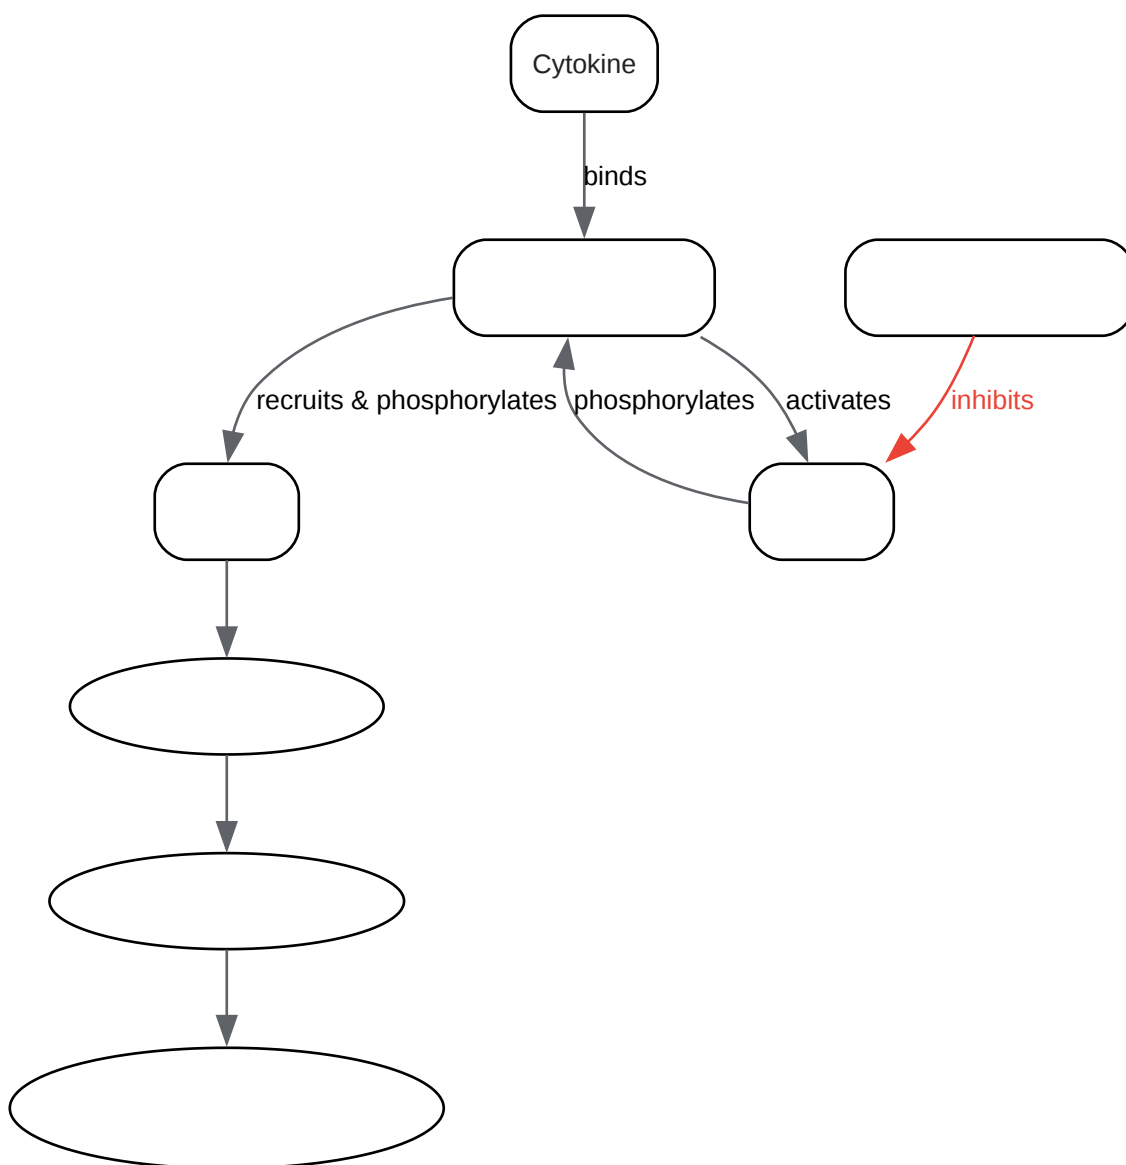 Cytokine
binds
recruits & phosphorylates
phosphorylates
activates
inhibits